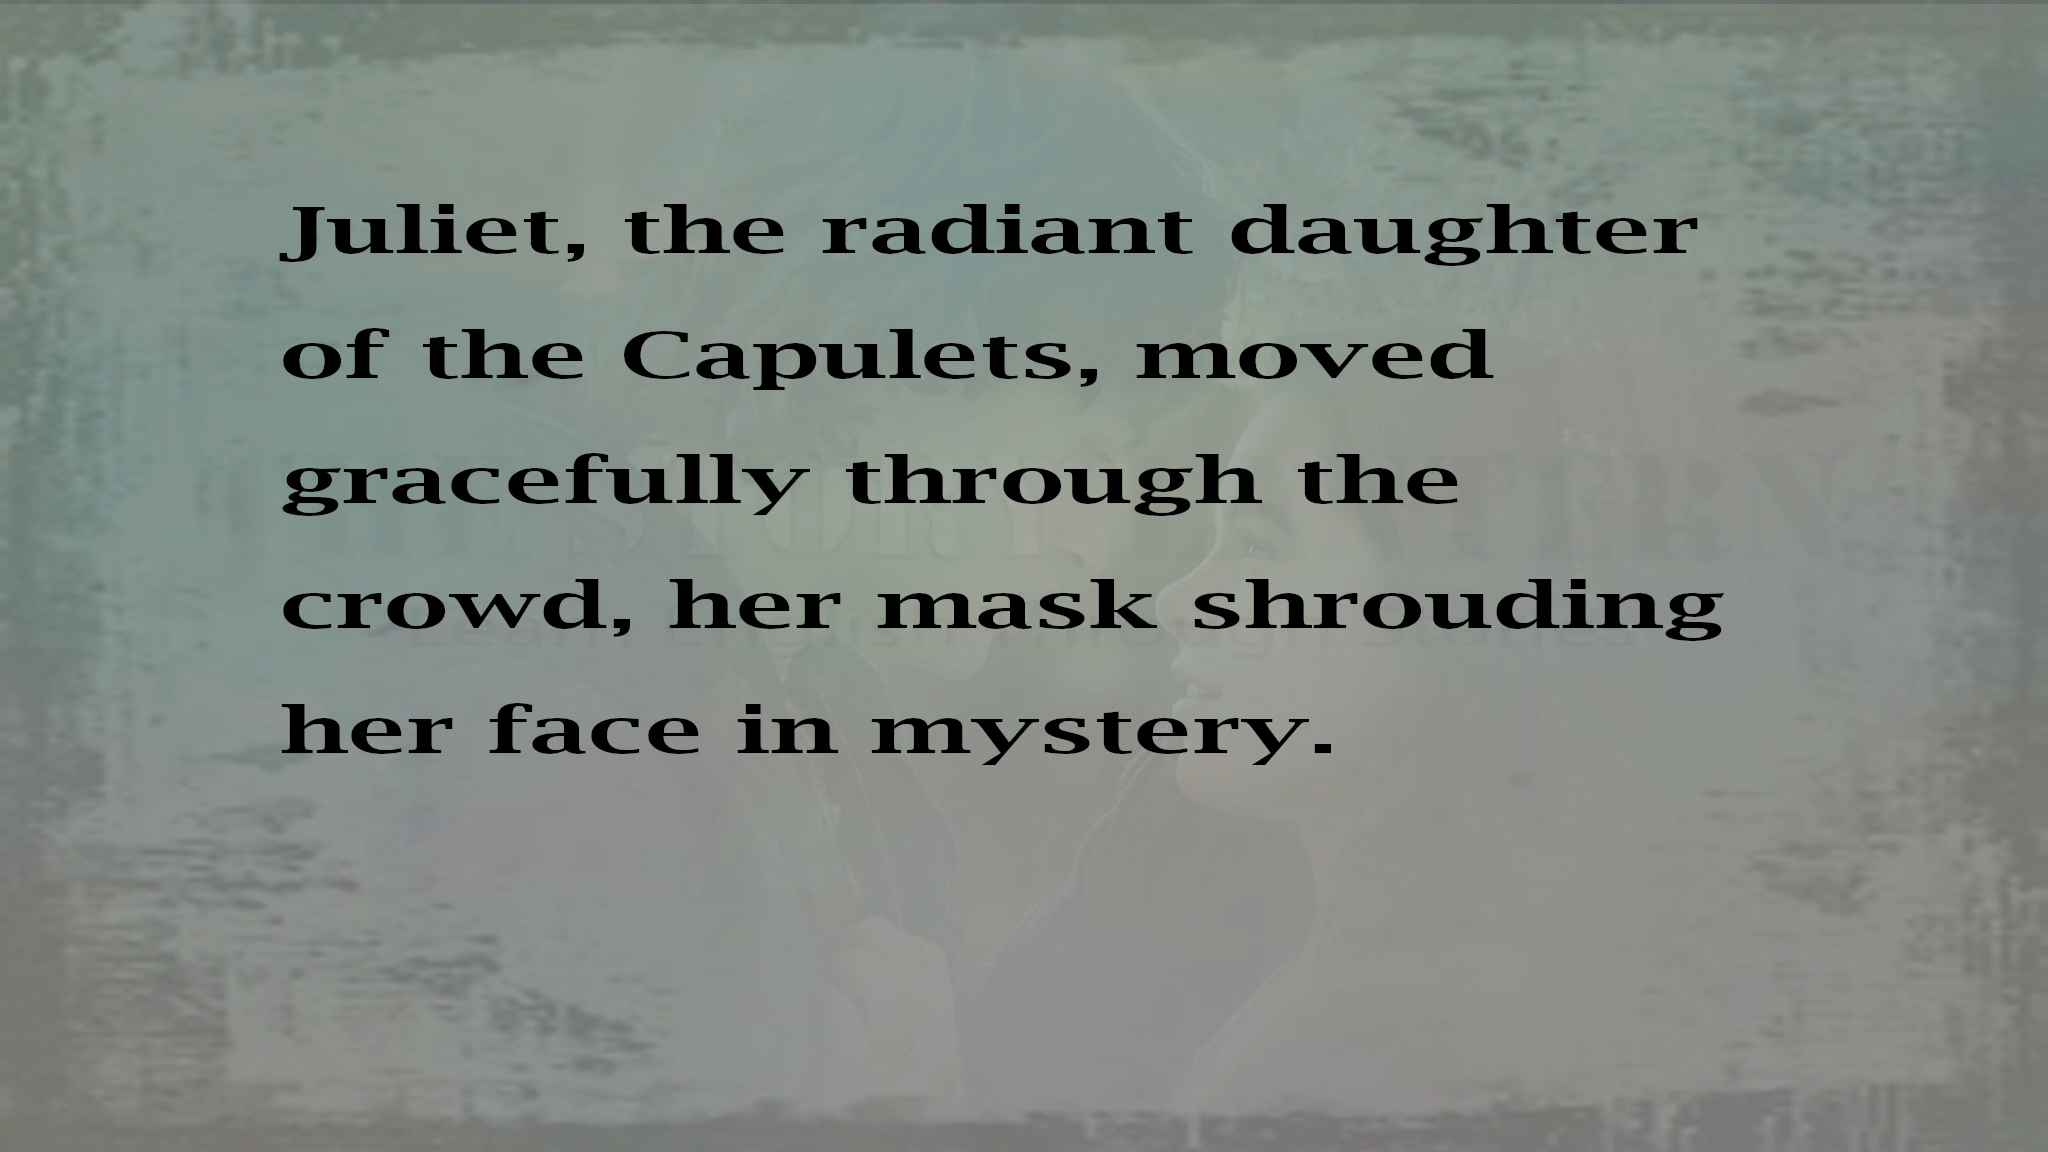 Juliet, the radiant daughter
of the Capulets, moved
gracefully through the
crowd, her mask shrouding
her face in mystery.